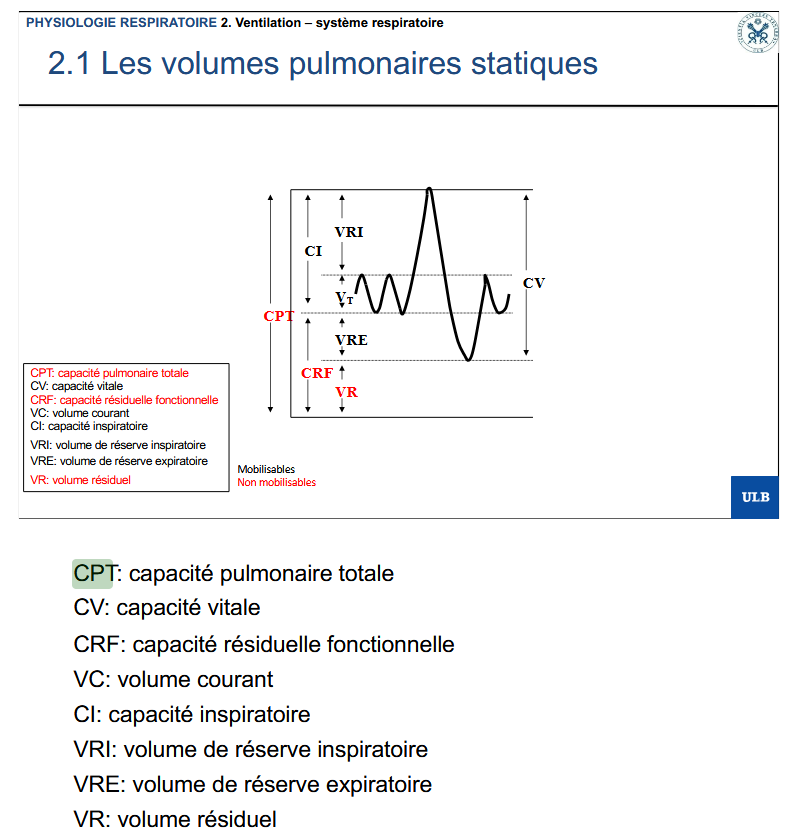 PHYSIOLOGIE RESPIRATOIRE 2. Ventilation – système respiratoire
2.1 Les volumes pulmonaires statiques
VRI
CI
CV
VT
CPT
VRE
CRF
VR
CPT: capacité pulmonaire totale
CV: capacité vitale
CRF: capacité résiduelle fonctionnelle
VC: volume courant
CI: capacité inspiratoire
VRI: volume de réserve inspiratoire
VRE: volume de réserve expiratoire
VR: volume résiduel
Mobilisables
Non mobilisables
ULB
CPT: capacité pulmonaire totale
CV: capacité vitale
CRF: capacité résiduelle fonctionnelle
VC: volume courant
CI: capacité inspiratoire
VRI: volume de réserve inspiratoire
VRE: volume de réserve expiratoire
VR: volume résiduel